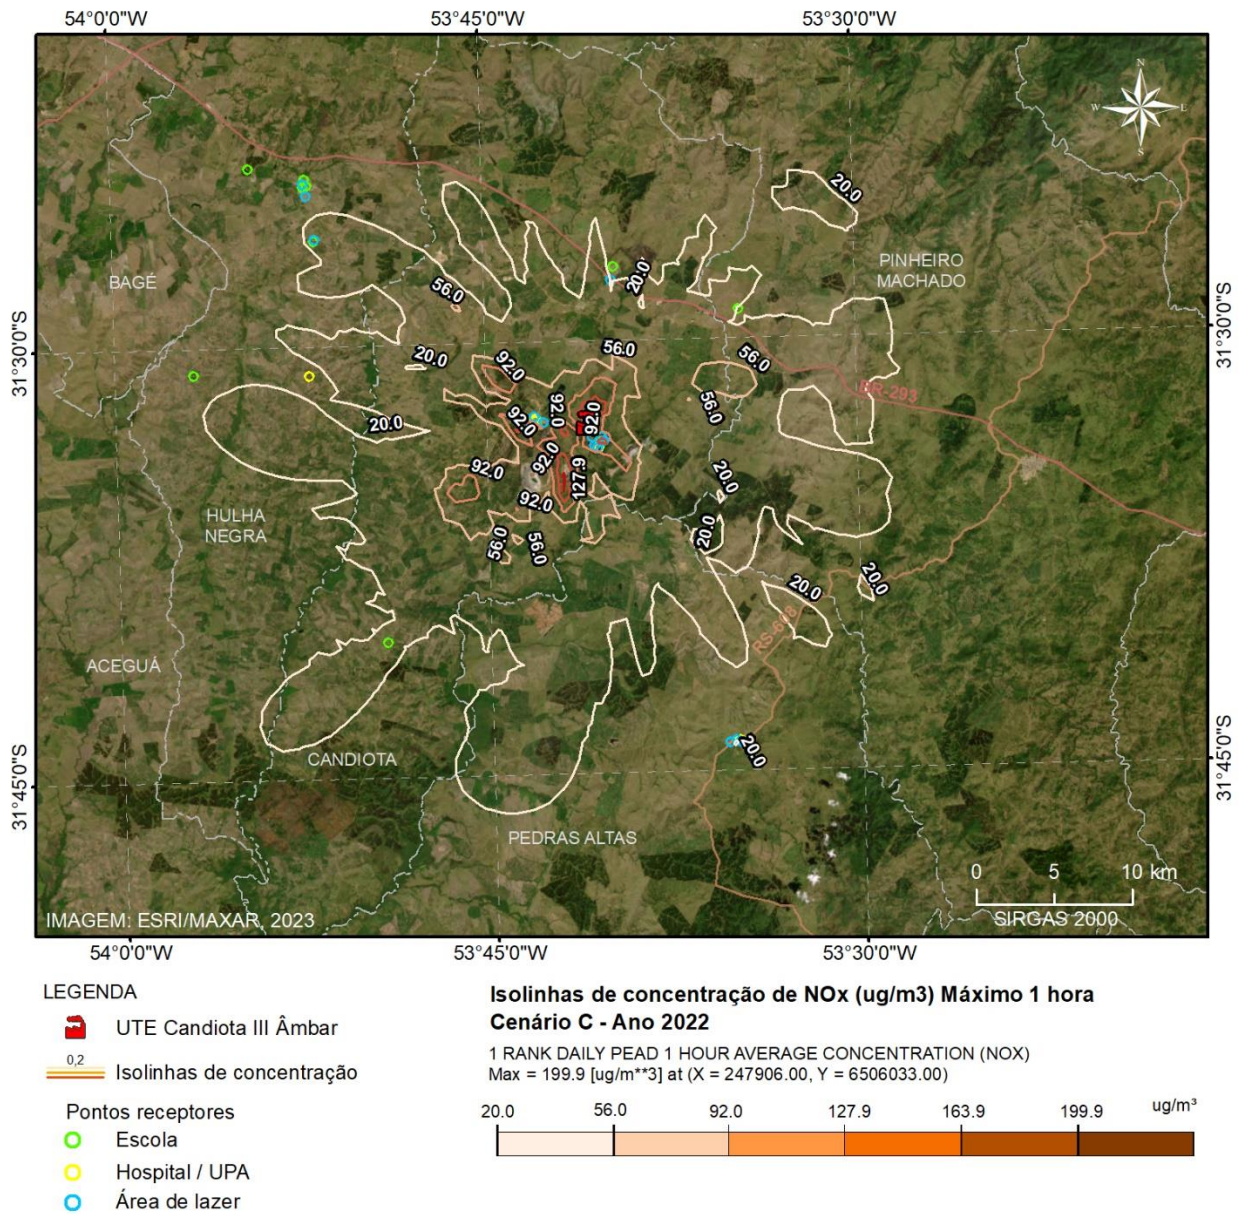 54°0'0"W
53°45'0"W
53°30'0"W
N
W
E
S
20.0
PINHEIRO
MACHADO
BAGÉ
20.0
56.0
31°30'0"S
31°30'0"S
56.0
56.0
20.0
92.0
BR-293
56.0
92.0
92.0
92.0
20.0
92.0
92.0
127.9
20.0
92.0
HULHA
NEGRA
20.0
56.0
56.0
20.0
20.0
RS-608
ACEGUÁ
20.0
CANDIOTA
31°45'0"S
31°45'0"S
PEDRAS ALTAS
0 5 10 km
SIRGAS 2000
IMAGEM: ESRI/MAXAR, 2023
54°0'0"W
53°45'0"W
53°30'0"W
LEGENDA
UTE Candiota III Âmbar
0,2
Isolinhas de concentração
Pontos receptores
Escola
Hospital / UPA
Área de lazer
Isolinhas de concentração de NOx (ug/m3) Máximo 1 hora
Cenário C - Ano 2022
1 RANK DAILY PEAD 1 HOUR AVERAGE CONCENTRATION (NOX)
Max = 199.9 [ug/m**3] at (X = 247906.00, Y = 6506033.00)
20.0 56.0 92.0 127.9 163.9 199.9 ug/m³